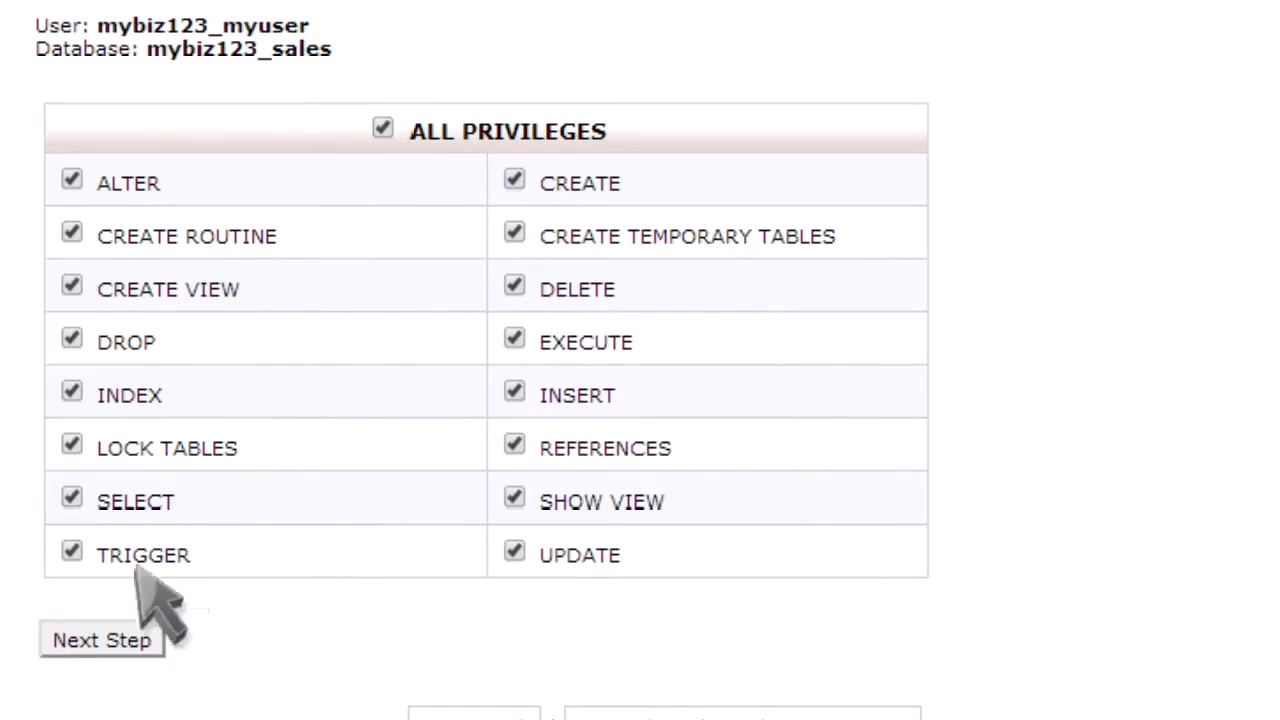 User: mybiz123_myuser
Database: mybiz123_sales
ALL PRIVILEGES
ALTER CREATE
CREATE ROUTINE CREATE TEMPORARY TABLES
CREATE VIEW DELETE
DROP EXECUTE
INDEX INSERT
LOCK TABLES REFERENCES
SELECT SHOW VIEW
TRIGGER UPDATE
Next Step